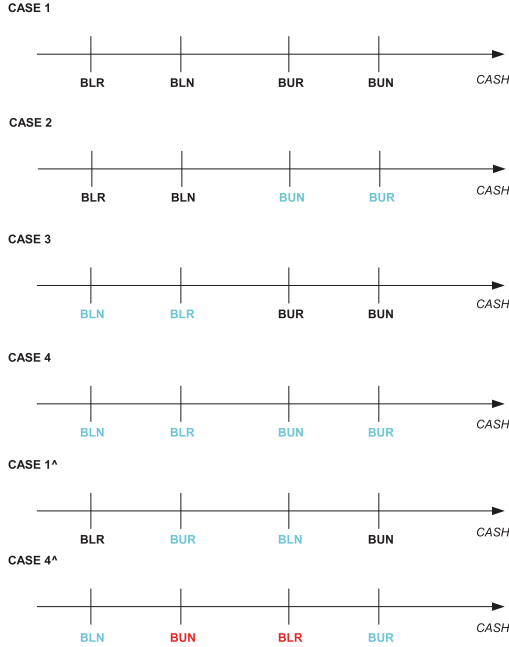 CASE 1
BLR BLN BUR BUN CASH
CASE 2
BLR BLN BUN BUR CASH
CASE 3
BLN BLR BUR BUN CASH
CASE 4
BLN BLR BUN BUR CASH
CASE 1^
BLR BUR BLN BUN CASH
CASE 4^
BLN BUN BLR BUR CASH